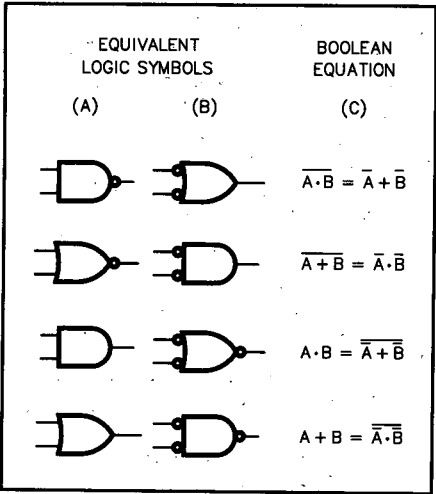 EQUIVALENT LOGIC SYMBOLS
BOOLEAN EQUATION
(A) (B) (C)
A̅·̅B̅ = A̅ + B̅
A̅ ̅+̅ ̅B̅ = A̅·B̅
A·B = A̿ ̅+̅ ̅B̿
A + B = A̿·̅B̿